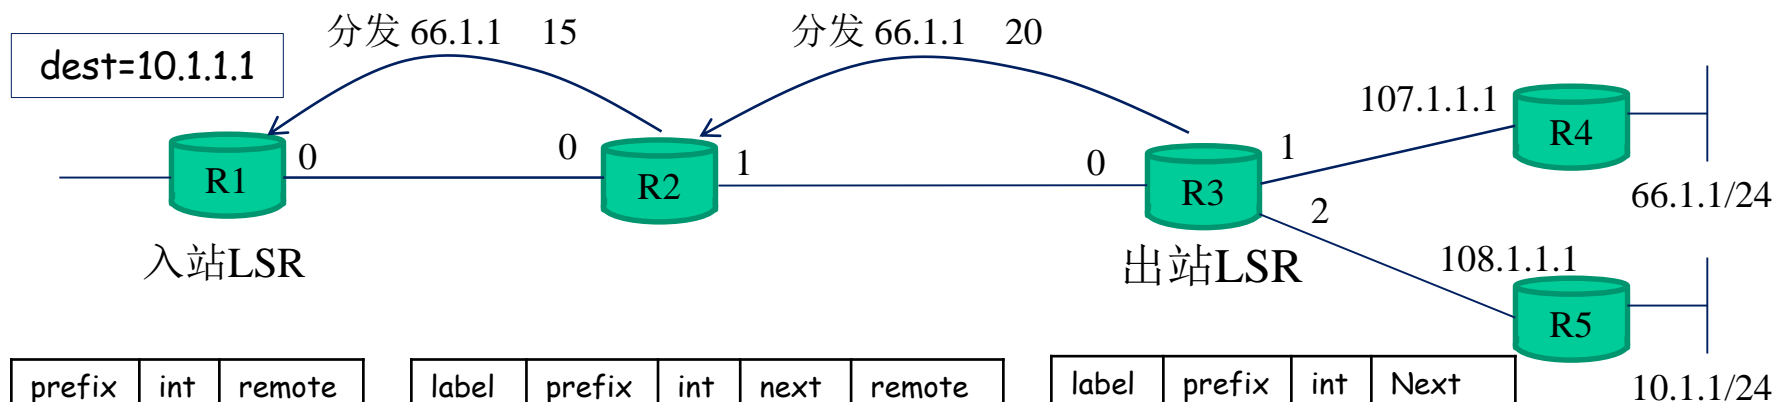 分发 66.1.1 15
分发 66.1.1 20
dest=10.1.1.1
107.1.1.1
R1
0
0
R2
1
0
R3
1
2
R4
66.1.1/24
入站LSR
出站LSR
108.1.1.1
R5
10.1.1/24
prefix int remote
label prefix int next remote
label prefix int Next